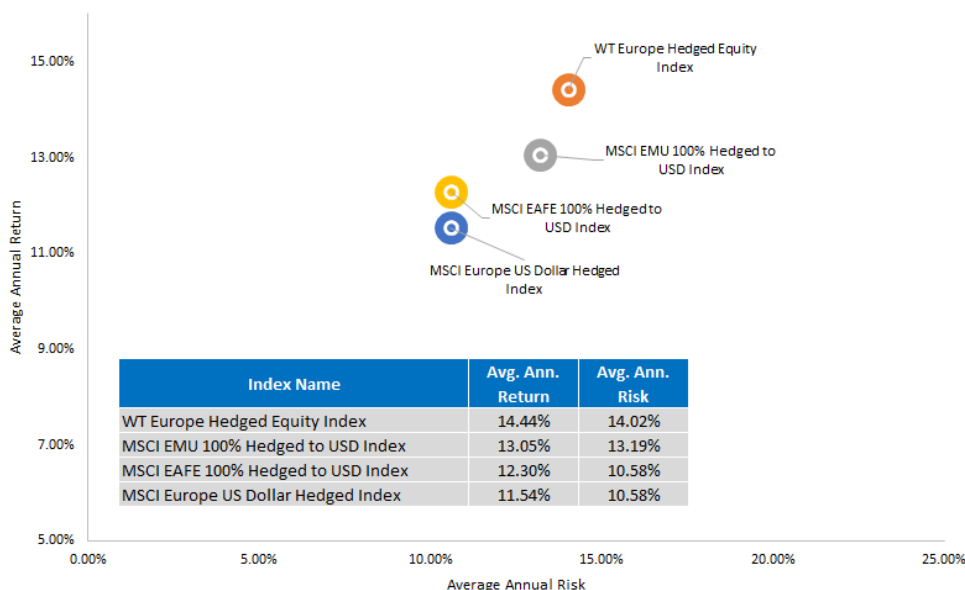 15.00%
WT Europe Hedged Equity
Index
13.00%
MSCI EMU 100% Hedged to
USD Index
MSCI EAFE 100% Hedged to
USD Index
11.00%
MSCI Europe US Dollar Hedged
Index
Average Annual Return
9.00%
Index Name Avg. Ann. Return Avg. Ann. Risk
WT Europe Hedged Equity Index 14.44% 14.02%
7.00%
MSCI EMU 100% Hedged to USD Index 13.05% 13.19%
MSCI EAFE 100% Hedged to USD Index 12.30% 10.58%
MSCI Europe US Dollar Hedged Index 11.54% 10.58%
5.00%
0.00% 5.00% 10.00% 15.00% 20.00% 25.00%
Average Annual Risk